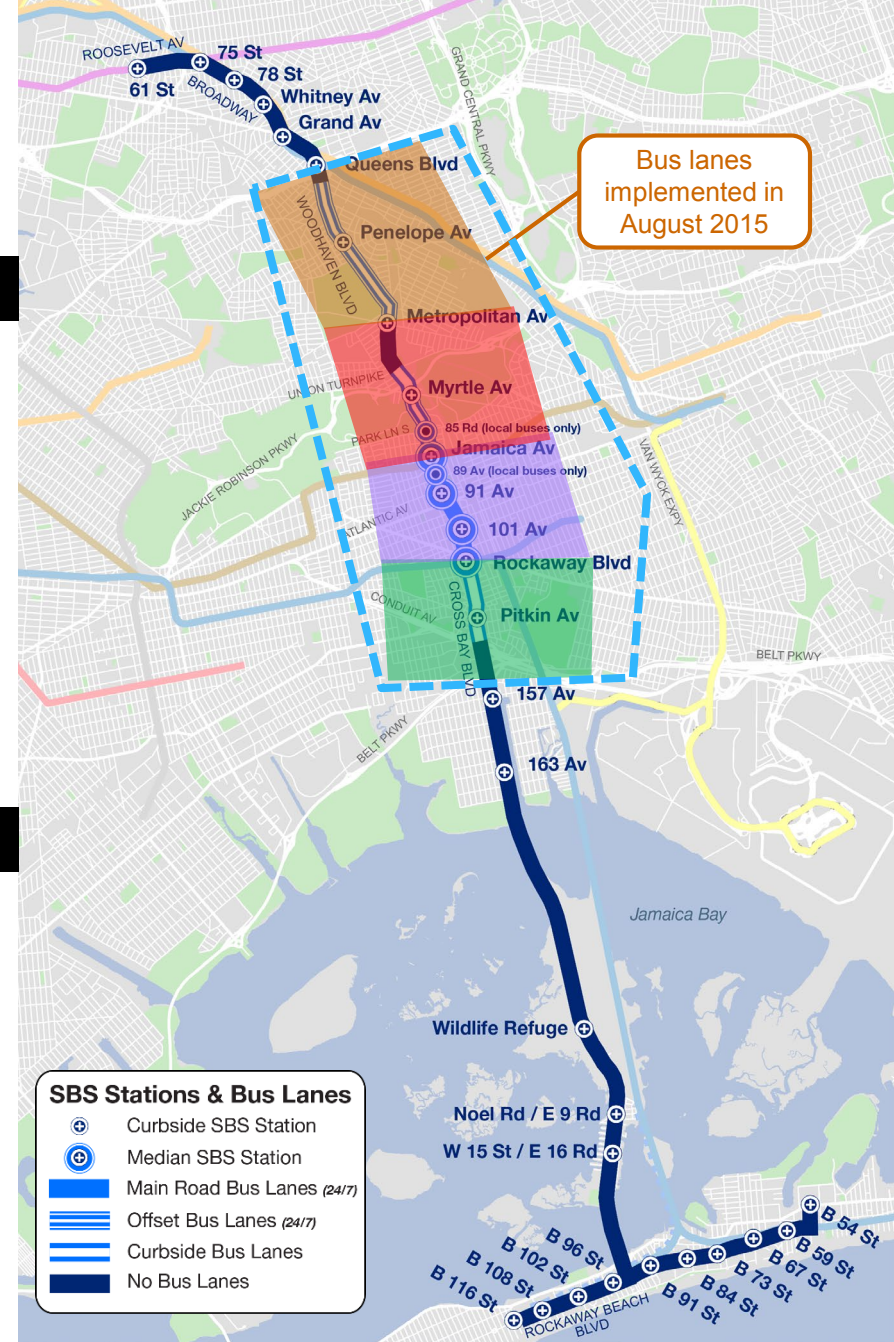 ROOSEVELT AV
75 St
61 St
78 St
BROADWAY
Whitney Av
Grand Av
GRAND CENTRAL PKWY
Queens Blvd
Bus lanes
implemented in
August 2015
WOODHAVEN BLVD
Penelope Av
Metropolitan Av
UNION TURNPIKE
Myrtle Av
PARK LN S
85 Rd (local buses only)
Jamaica Av
JACKIE ROBINSON PKWY
89 Av (local buses only)
VAN WYCK EXPY
91 Av
ATLANTIC AV
101 Av
Rockaway Blvd
CONDUIT AV
CROSS BAY BLVD
Pitkin Av
BELT PKWY
157 Av
BELT PKWY
163 Av
Jamaica Bay
Wildlife Refuge
Noel Rd / E 9 Rd
W 15 St / E 16 Rd
SBS Stations & Bus Lanes
Curbside SBS Station
Median SBS Station
Main Road Bus Lanes (24/7)
Offset Bus Lanes (24/7)
Curbside Bus Lanes
No Bus Lanes
B 96 St
B 102 St
B 108 St
B 116 St
ROCKAWAY BEACH
BLVD
B 91 St
B 84 St
B 73 St
B 67 St
B 59 St
B 54 St